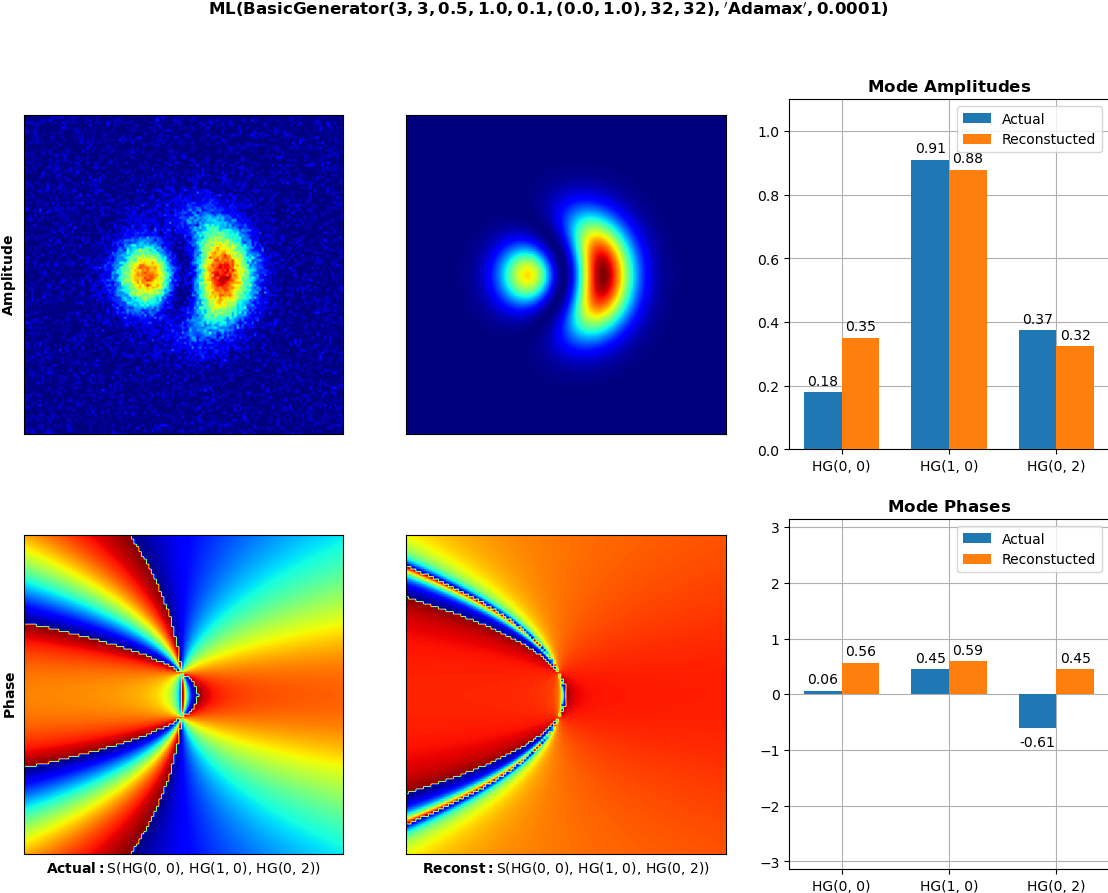 ML(BasicGenerator(3, 3, 0.5, 1.0, 0.1, (0.0, 1.0), 32, 32), ′Adamax′, 0.0001)
Mode Amplitudes
Amplitude
1.0
0.8
0.6
0.4
0.2
0.0
Actual
Reconstucted
0.18
0.35
0.91
0.88
0.37
0.32
HG(0, 0)
HG(1, 0)
HG(0, 2)
Mode Phases
Phase
3
2
1
0
−1
−2
−3
Actual
Reconstucted
0.06
0.56
0.45
0.59
-0.61
0.45
HG(0, 0)
HG(1, 0)
HG(0, 2)
Actual: S(HG(0, 0), HG(1, 0), HG(0, 2))
Reconst: S(HG(0, 0), HG(1, 0), HG(0, 2))